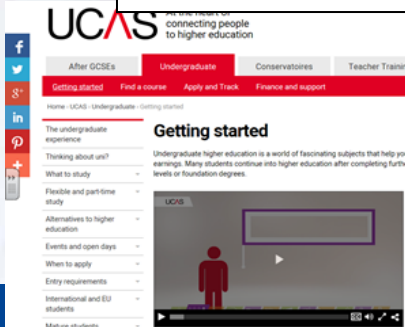 UCAS
At the heart of
connecting people
to higher education
After GCSEs
Undergraduate
Conservatoires
Teacher Training
Getting started
Find a course
Apply and Track
Finance and support
Home › UCAS › Undergraduate › Getting started
The undergraduate
experience
Thinking about uni?
What to study
Flexible and part-time
study
Alternatives to higher
education
Events and open days
When to apply
Entry requirements
International and EU
students
Mature students
Getting started
Undergraduate higher education is a world of fascinating subjects that help you
earnings. Many students continue into higher education after completing furthe
levels or foundation degrees.
UCAS